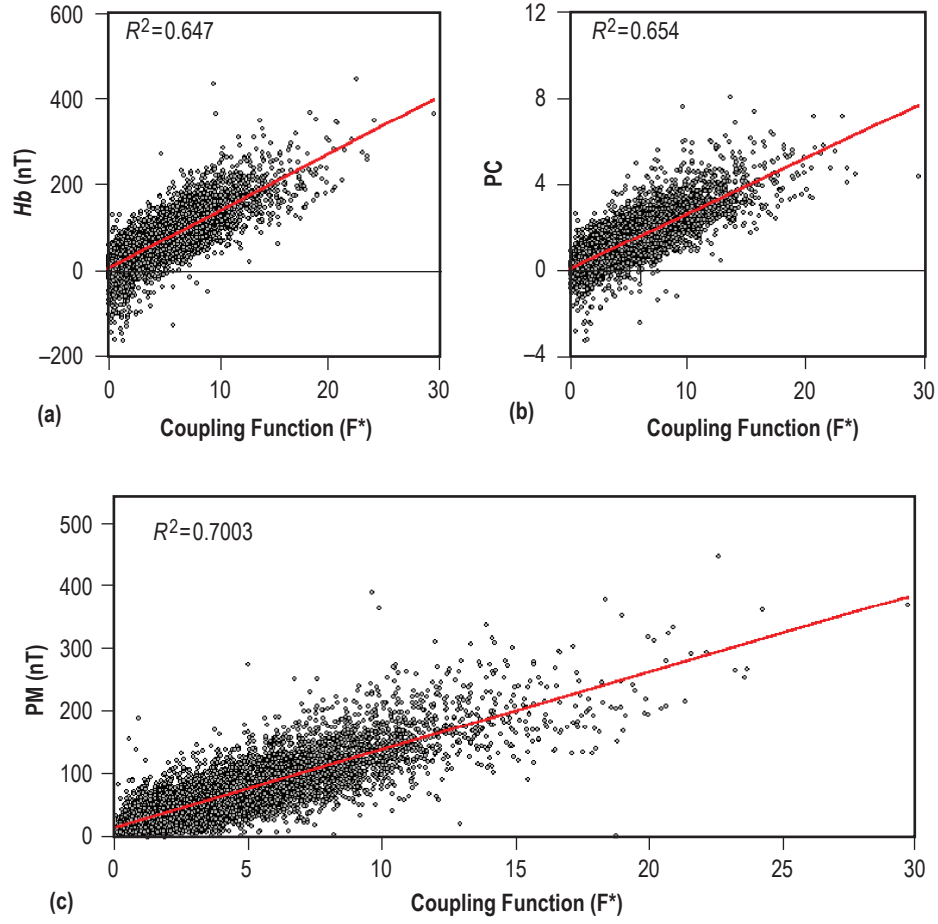 600
R²=0.647
400
200
0
–200
Hb (nT)
0 10 20 30
(a)
Coupling Function (F*)
12
R²=0.654
8
4
0
–4
PC
0 10 20 30
(b)
Coupling Function (F*)
500
R²=0.7003
400
300
200
100
0
PM (nT)
0 5 10 15 20 25 30
(c)
Coupling Function (F*)